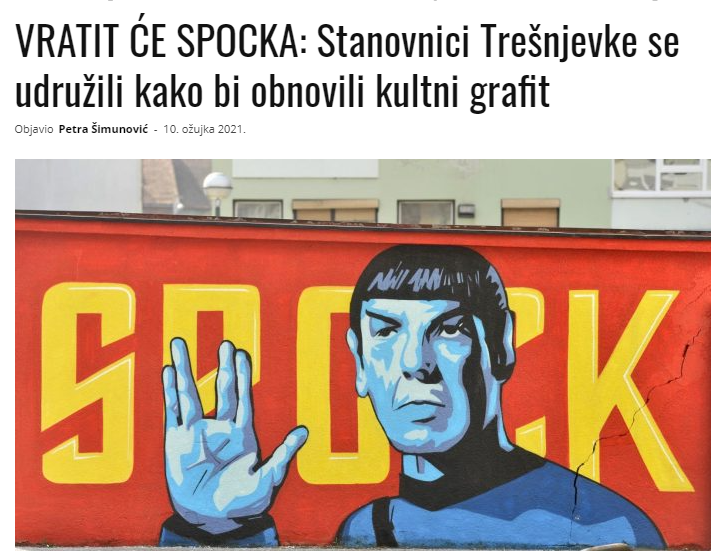 VRATIT ĆE SPOCKA: Stanovnici Trešnjevke se
udružili kako bi obnovili kultni grafit
Objavio Petra Šimunović - 10. ožujka 2021.
SPOCK